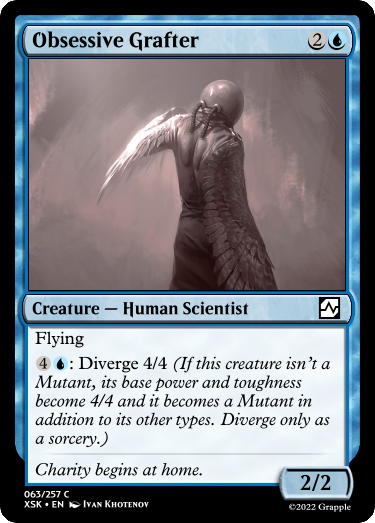 Obsessive Grafter 2
Creature — Human Scientist
Flying
4 : Diverge 4/4 (If this creature isn't a
Mutant, its base power and toughness
become 4/4 and it becomes a Mutant in
addition to its other types. Diverge only as
a sorcery.)
Charity begins at home.
2/2
063/257 C
XSK • EN Ivan Khotenov
©2022 Grapple